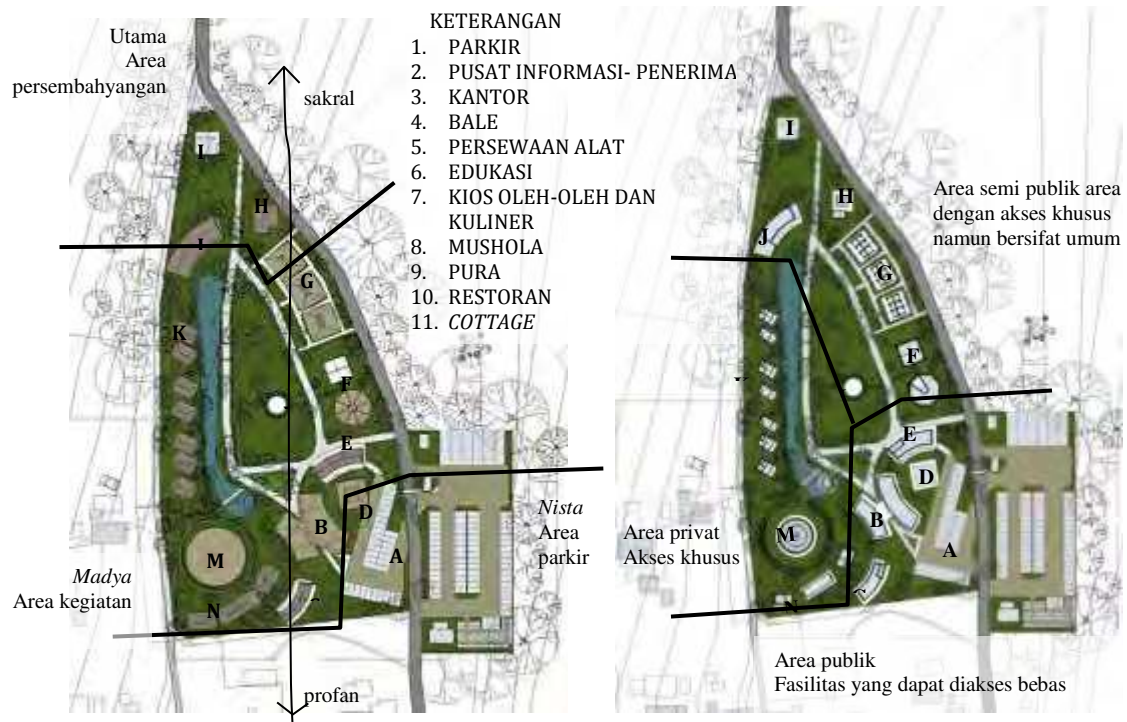 Utama
Area
persembahyangan
sakral
KETERANGAN
1. PARKIR
2. PUSAT INFORMASI- PENERIMA
3. KANTOR
4. BALE
5. PERSEWAAN ALAT
6. EDUKASI
7. KIOS OLEH-OLEH DAN
KULINER
8. MUSHOLA
9. PURA
10. RESTORAN
11. COTTAGE
I
H
G
K
F
E
B
D
A
M
N
Nista
Area
parkir
Madya
Area kegiatan
profan
I
H
J
G
F
E
D
B
A
M
N
Area semi publik area
dengan akses khusus
namun bersifat umum
Area privat
Akses khusus
Area publik
Fasilitas yang dapat diakses bebas